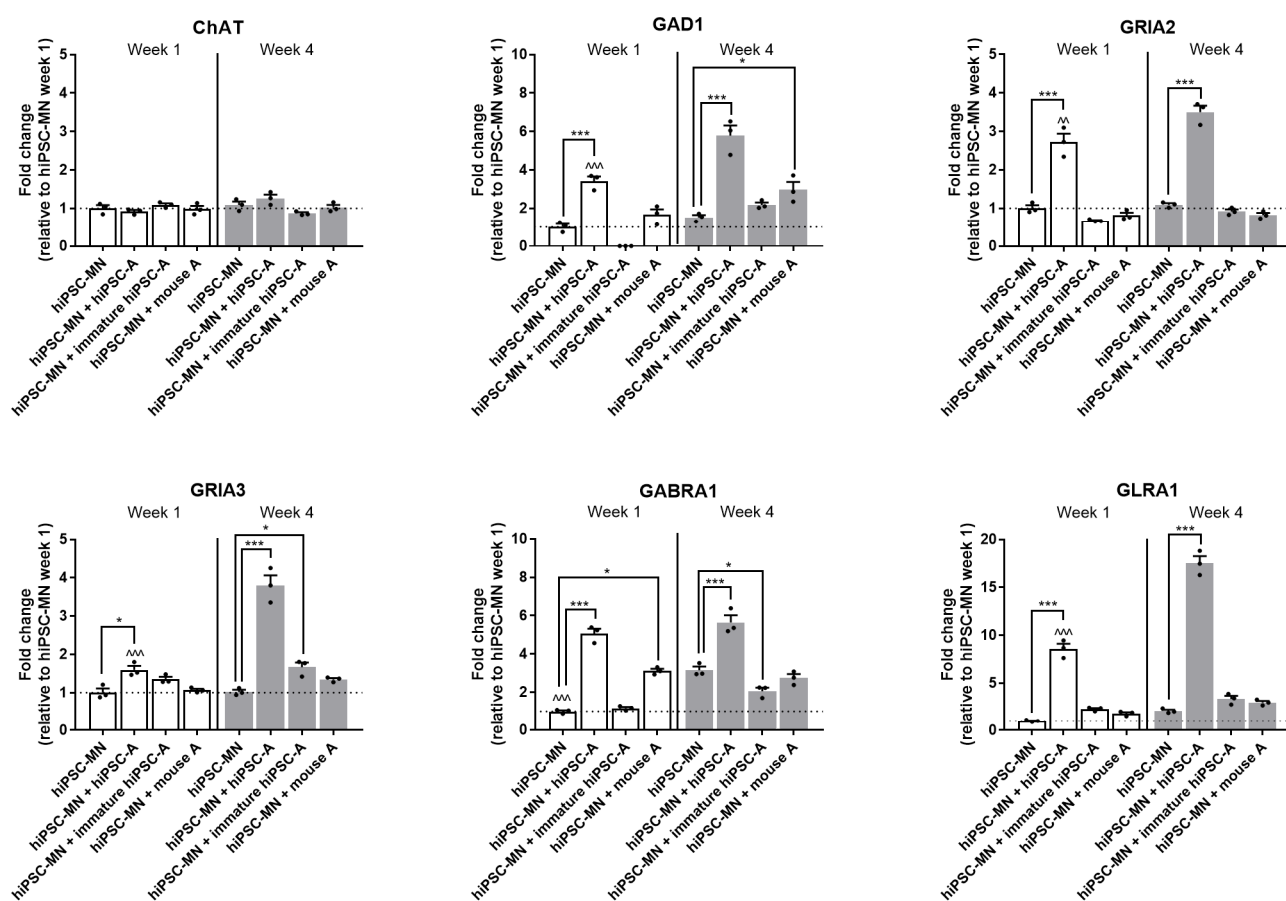 ChAT
Week 1
Week 4
Fold change
(relative to hiPSC-MN week 1)
5
4
3
2
1
0
hiPSC-MN
hiPSC-MN + hiPSC-A
hiPSC-MN + immature hiPSC-A
hiPSC-MN + mouse A
hiPSC-MN
hiPSC-MN + hiPSC-A
hiPSC-MN + immature hiPSC-A
hiPSC-MN + mouse A
GAD1
Week 1
Week 4
Fold change
(relative to hiPSC-MN week 1)
10
8
6
4
2
0
***
^^^
***
*
hiPSC-MN
hiPSC-MN + hiPSC-A
hiPSC-MN + immature hiPSC-A
hiPSC-MN + mouse A
hiPSC-MN
hiPSC-MN + hiPSC-A
hiPSC-MN + immature hiPSC-A
hiPSC-MN + mouse A
GRIA2
Week 1
Week 4
Fold change
(relative to hiPSC-MN week 1)
5
4
3
2
1
0
***
^^
***
hiPSC-MN
hiPSC-MN + hiPSC-A
hiPSC-MN + immature hiPSC-A
hiPSC-MN + mouse A
hiPSC-MN
hiPSC-MN + hiPSC-A
hiPSC-MN + immature hiPSC-A
hiPSC-MN + mouse A
GRIA3
Week 1
Week 4
Fold change
(relative to hiPSC-MN week 1)
5
4
3
2
1
0
*
^^^
***
*
hiPSC-MN
hiPSC-MN + hiPSC-A
hiPSC-MN + immature hiPSC-A
hiPSC-MN + mouse A
hiPSC-MN
hiPSC-MN + hiPSC-A
hiPSC-MN + immature hiPSC-A
hiPSC-MN + mouse A
GABRA1
Week 1
Week 4
Fold change
(relative to hiPSC-MN week 1)
10
8
6
4
2
0
^^^
***
*
***
*
hiPSC-MN
hiPSC-MN + hiPSC-A
hiPSC-MN + immature hiPSC-A
hiPSC-MN + mouse A
hiPSC-MN
hiPSC-MN + hiPSC-A
hiPSC-MN + immature hiPSC-A
hiPSC-MN + mouse A
GLRA1
Week 1
Week 4
Fold change
(relative to hiPSC-MN week 1)
20
15
10
5
0
***
^^^
***
hiPSC-MN
hiPSC-MN + hiPSC-A
hiPSC-MN + immature hiPSC-A
hiPSC-MN + mouse A
hiPSC-MN
hiPSC-MN + hiPSC-A
hiPSC-MN + immature hiPSC-A
hiPSC-MN + mouse A